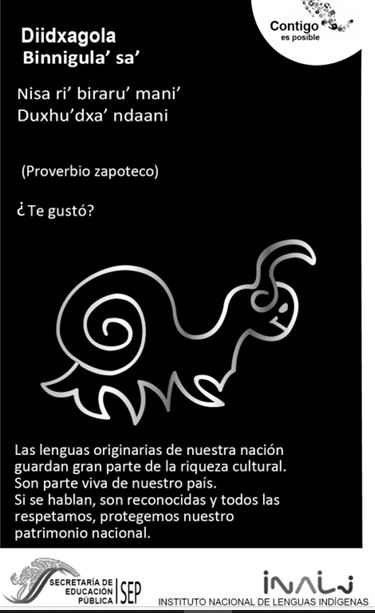 Contigo
es posible
Diidxagola
Binnigula’ sa’
Nisa ri’ biraru’ mani’
Duxhu’dxa’ ndaani
(Proverbio zapoteco)
¿Te gustó?
Las lenguas originarias de nuestra nación
guardan gran parte de la riqueza cultural.
Son parte viva de nuestro país.
Si se hablan, son reconocidas y todos las
respetamos, protegemos nuestro
patrimonio nacional.
SECRETARÍA DE
EDUCACIÓN
PÚBLICA
SEP
INALI
INSTITUTO NACIONAL DE LENGUAS INDÍGENAS